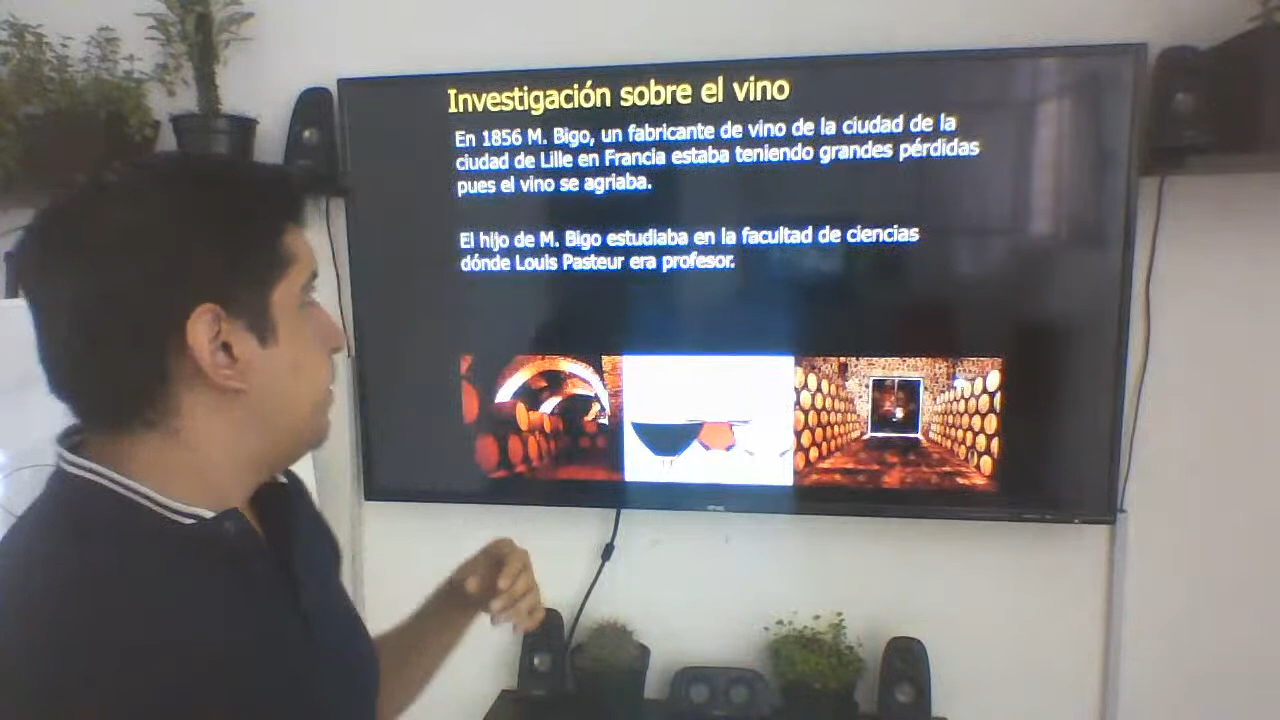 Investigación sobre el vino
En 1856 M. Bigo, un fabricante de vino de la ciudad de la
ciudad de Lille en Francia estaba teniendo grandes pérdidas
pues el vino se agriaba.
El hijo de M. Bigo estudiaba en la facultad de ciencias
dónde Louis Pasteur era profesor.